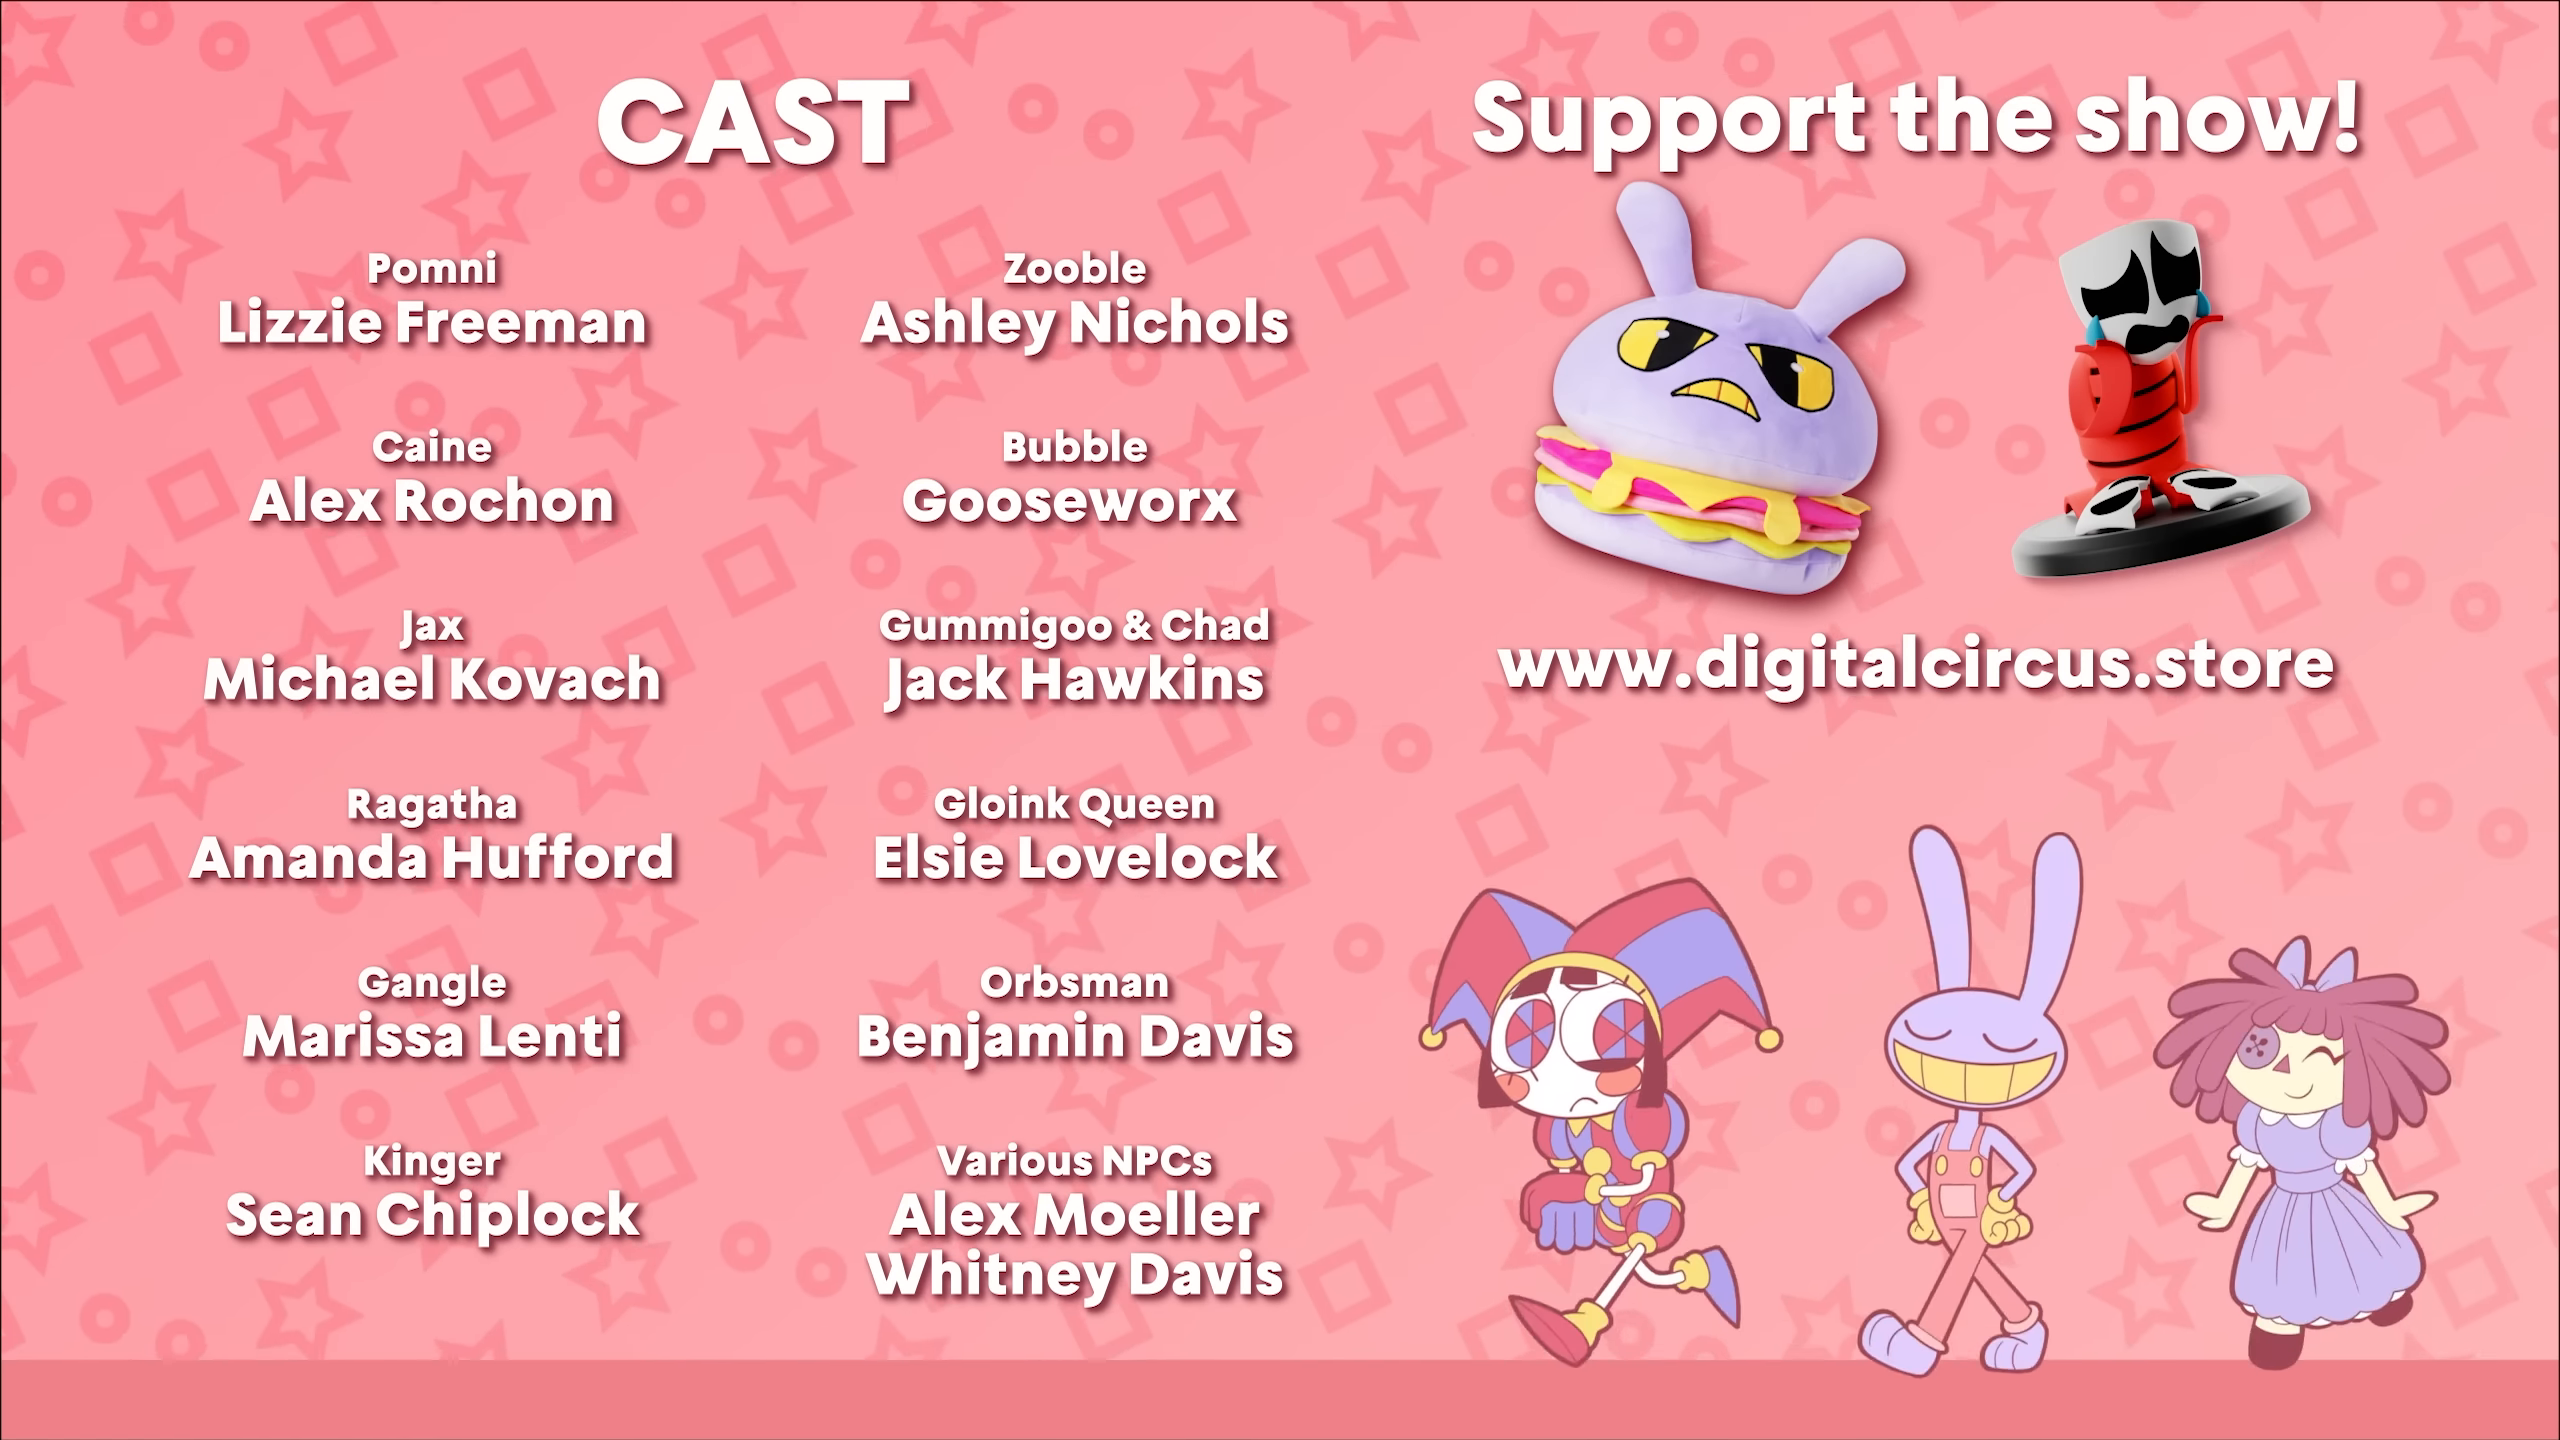 CAST
Pomni
Lizzie Freeman
Caine
Alex Rochon
Jax
Michael Kovach
Ragatha
Amanda Hufford
Gangle
Marissa Lenti
Kinger
Sean Chiplock
Zooble
Ashley Nichols
Bubble
Gooseworx
Gummigoo & Chad
Jack Hawkins
Gloink Queen
Elsie Lovelock
Orbsman
Benjamin Davis
Various NPCs
Alex Moeller
Whitney Davis
Support the show!
www.digitalcircus.store